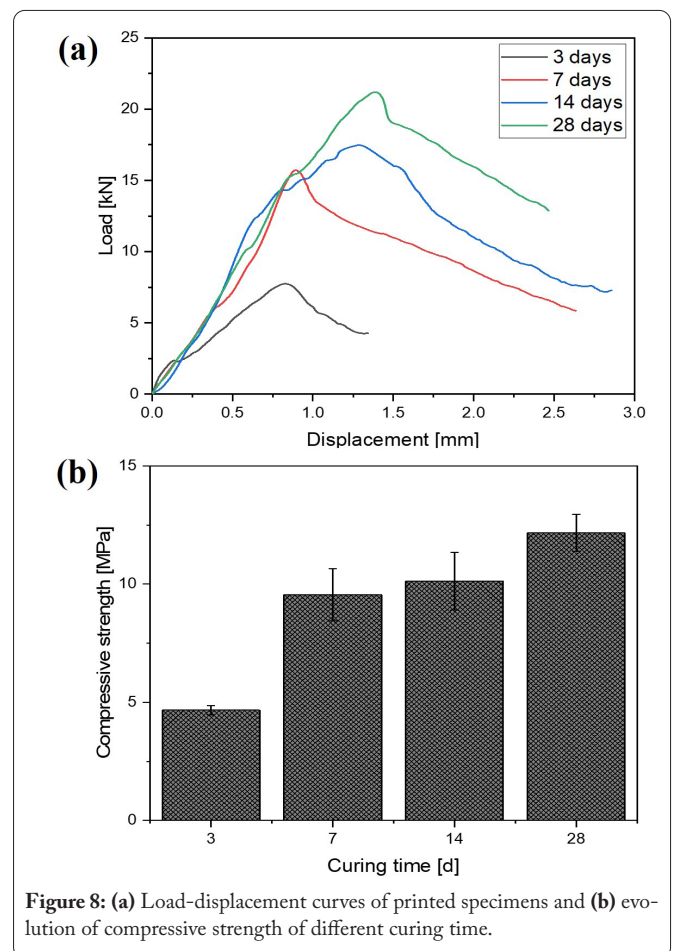 (a)
25
20
15
10
5
0
Load [kN]
3 days
7 days
14 days
28 days
0.0 0.5 1.0 1.5 2.0 2.5 3.0
Displacement [mm]
(b)
15
10
5
0
Compressive strength [MPa]
3 7 14 28
Curing time [d]
Figure 8: (a) Load-displacement curves of printed specimens and (b) evo-
lution of compressive strength of different curing time.